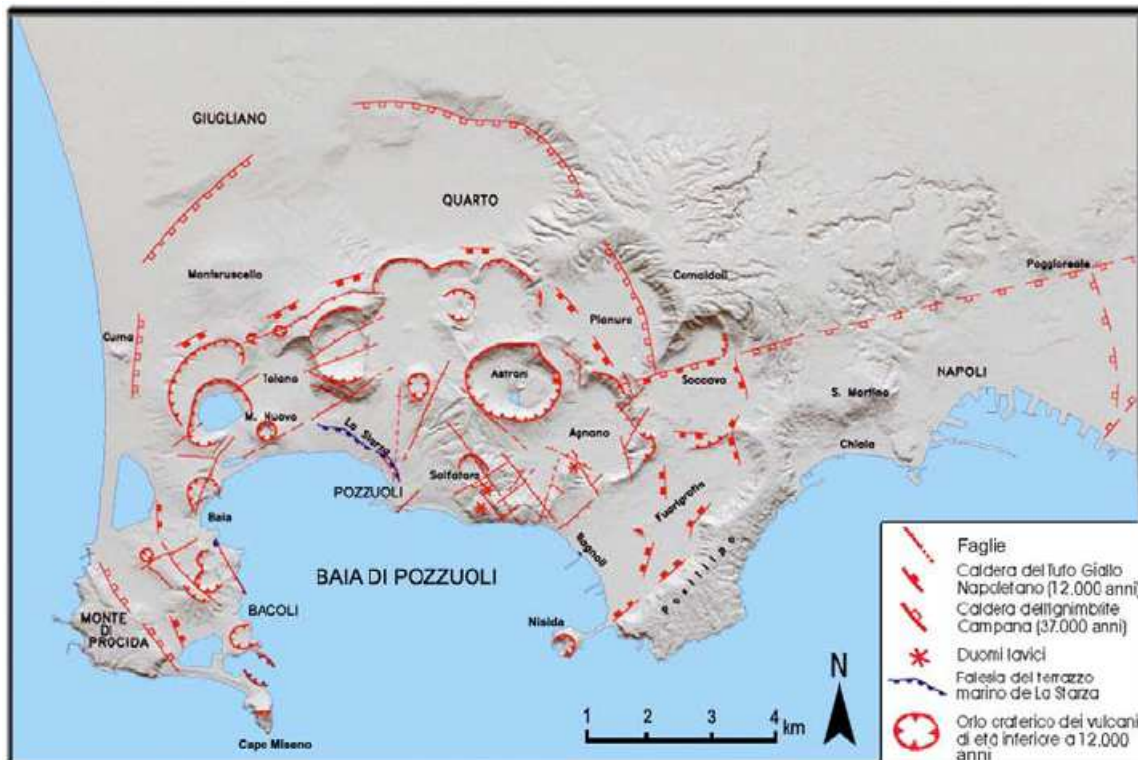 GIUGLIANO
QUARTO
Monteruscello
Camaldoli
Poggioreale
Cuma
Pianura
Toiano
Astroni
Soccavo
NAPOLI
S. Martino
M. Nuovo
La Starza
Agnano
Chiaia
Solfatara
POZZUOLI
Fuorigrotta
Baia
Bagnoli
BAIA DI POZZUOLI
Posillipo
BACOLI
MONTE
DI
PROCIDA
Nisida
Capo Miseno
N
1 2 3 4 km
Faglie
Caldera del Tufo Giallo
Napoletano (12.000 anni)
Caldera dell'Ignimbrite
Campana (37.000 anni)
Duomi lavici
Falesia del terrazzo
marino de La Starza
Orlo craterico dei vulcani
di età inferiore a 12.000
anni